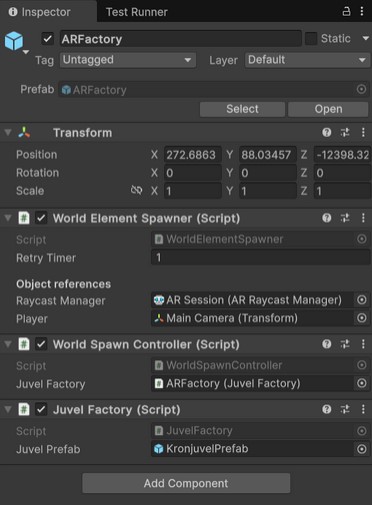 Inspector
Test Runner
ARFactory
Static
Tag Untagged Layer Default
Prefab ARFactory
Select Open
Transform
Position X 272.6863 Y 88.03457 Z -12398.32
Rotation X 0 Y 0 Z 0
Scale X 1 Y 1 Z 1
World Element Spawner (Script)
Script WorldElementSpawner
Retry Timer 1
Object references
Raycast Manager AR Session (AR Raycast Manager)
Player Main Camera (Transform)
World Spawn Controller (Script)
Script WorldSpawnController
Juvel Factory ARFactory (Juvel Factory)
Juvel Factory (Script)
Script JuvelFactory
Juvel Prefab KronjuvelPrefab
Add Component